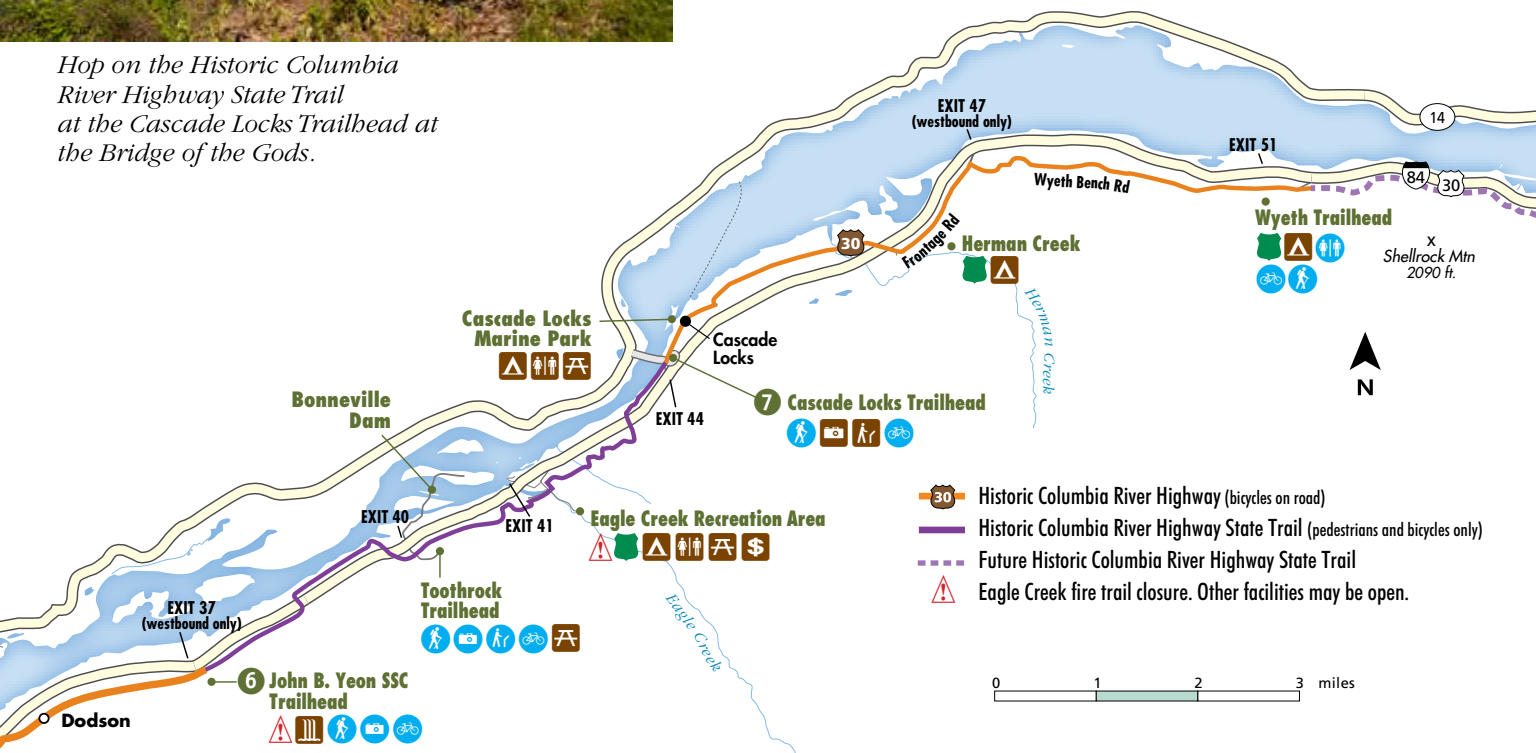 Hop on the Historic Columbia
River Highway State Trail
at the Cascade Locks Trailhead at
the Bridge of the Gods.
14
EXIT 47
(westbound only)
EXIT 51
84
30
Wyeth Bench Rd
Wyeth Trailhead
30
Frontage Rd
Herman Creek
x
Shellrock Mtn
2090 ft.
Herman Creek
Cascade Locks
Marine Park
Cascade
Locks
N
Bonneville
Dam
7 Cascade Locks Trailhead
EXIT 44
EXIT 40
EXIT 41
Eagle Creek Recreation Area
!
$
30 Historic Columbia River Highway (bicycles on road)
Historic Columbia River Highway State Trail (pedestrians and bicycles only)
Future Historic Columbia River Highway State Trail
! Eagle Creek fire trail closure. Other facilities may be open.
Toothrock
Trailhead
Eagle Creek
EXIT 37
(westbound only)
6 John B. Yeon SSC
Trailhead
!
Dodson
0 1 2 3 miles